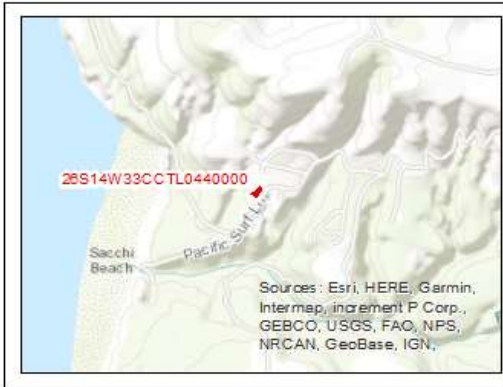 26S14W33CCTL0440000
Pacific Surf L
Sacchi
Beach
Sources: Esri, HERE, Garmin,
Intermap, increment P Corp.,
GEBCO, USGS, FAO, NPS,
NRCAN, GeoBase, IGN,